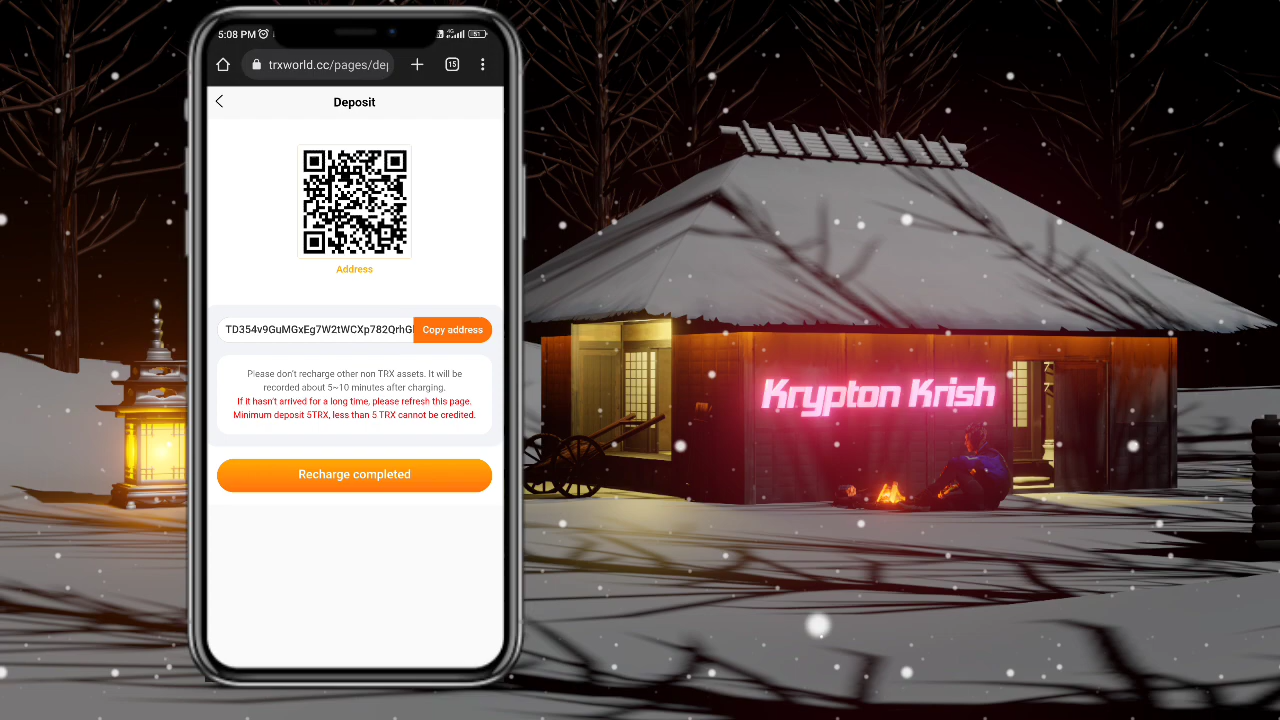 5:08 PM
51
trxworld.cc/pages/dep
15
Deposit
Address
TD354v9GuMGxEg7W2tWCXp782QrhG
Copy address
Please don't recharge other non TRX assets. It will be
recorded about 5~10 minutes after charging.
If it hasn't arrived for a long time, please refresh this page.
Minimum deposit 5TRX, less than 5 TRX cannot be credited.
Recharge completed
Krypton Krish